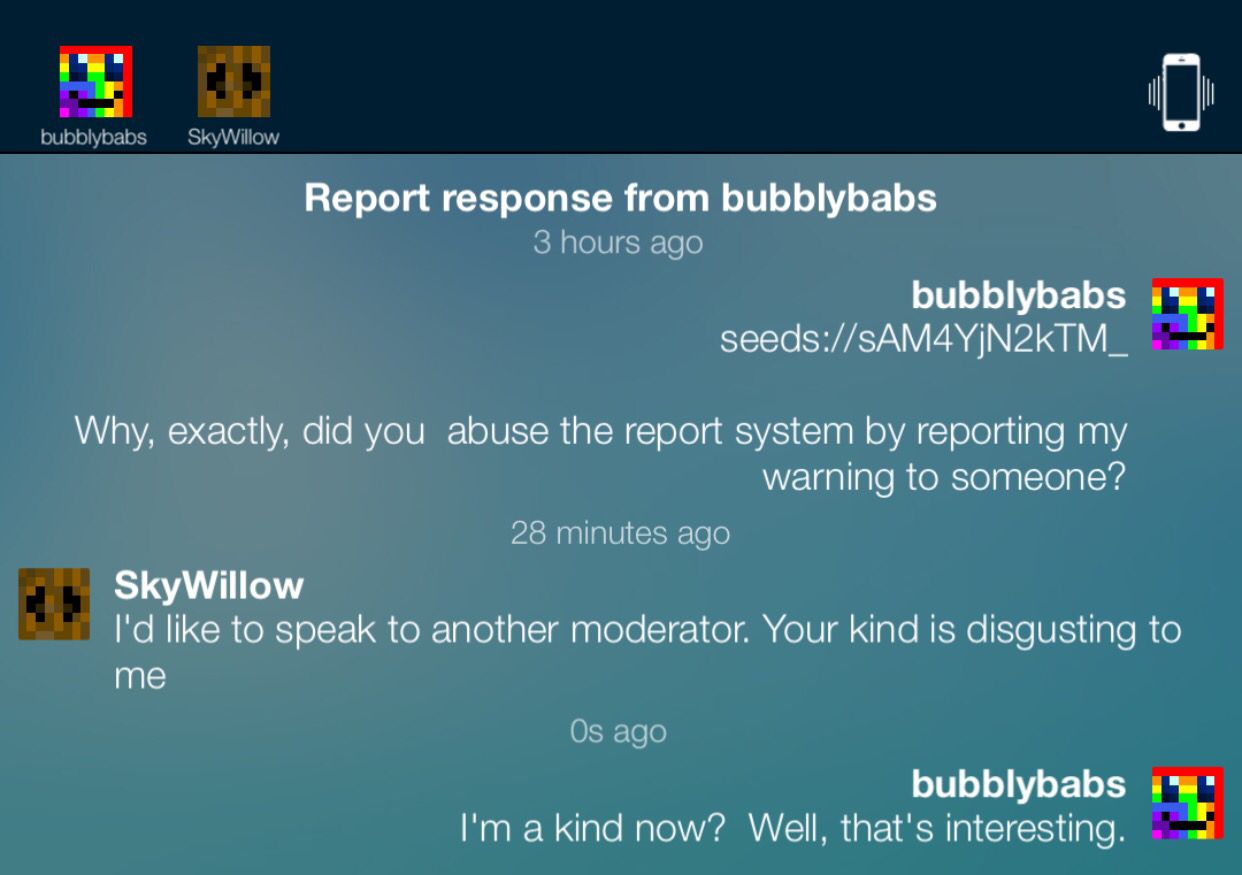 bubblybabs
SkyWillow
Report response from bubblybabs
3 hours ago
bubblybabs
seeds://sAM4YjN2kTM_
Why, exactly, did you  abuse the report system by reporting my
warning to someone?
28 minutes ago
SkyWillow
I'd like to speak to another moderator. Your kind is disgusting to
me
0s ago
bubblybabs
I'm a kind now?  Well, that's interesting.